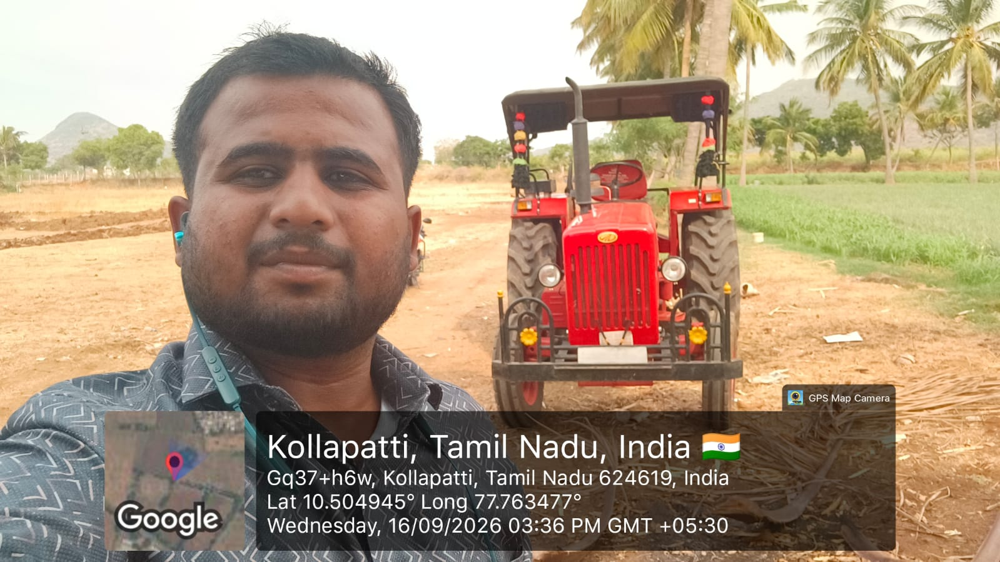 GPS Map Camera
Kollapatti, Tamil Nadu, India
Gq37+h6w, Kollapatti, Tamil Nadu 624619, India
Lat 10.504945° Long 77.763477°
Wednesday, 16/09/2026 03:36 PM GMT +05:30
Google